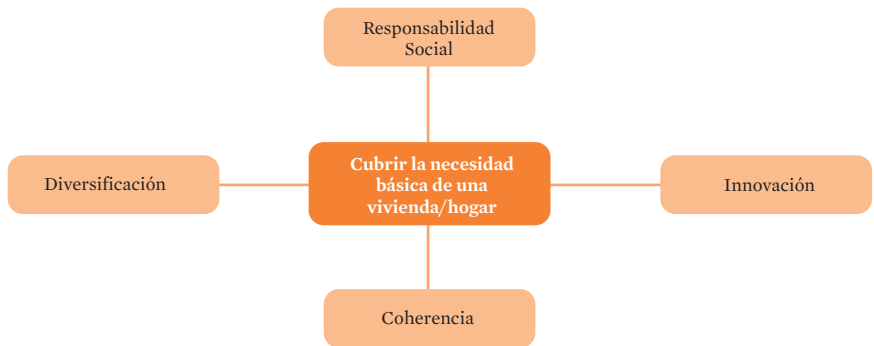 Responsabilidad
Social
Diversificación
Cubrir la necesidad
básica de una
vivienda/hogar
Innovación
Coherencia